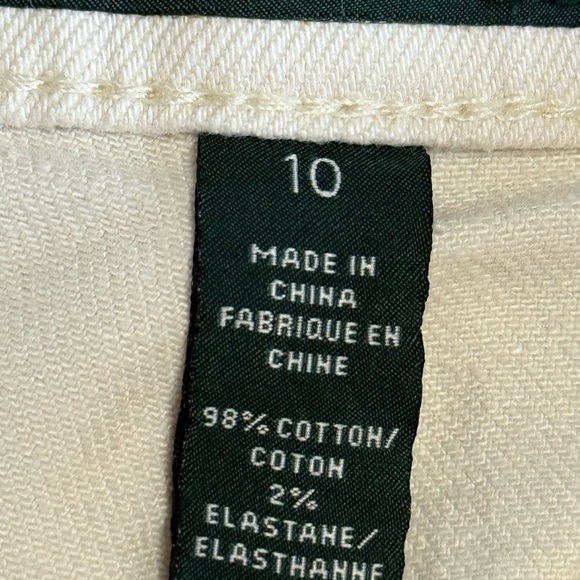 10
MADE IN
CHINA
FABRIQUE EN
CHINE
98% COTTON/
COTON
2%
ELASTANE/
ELASTHANNE